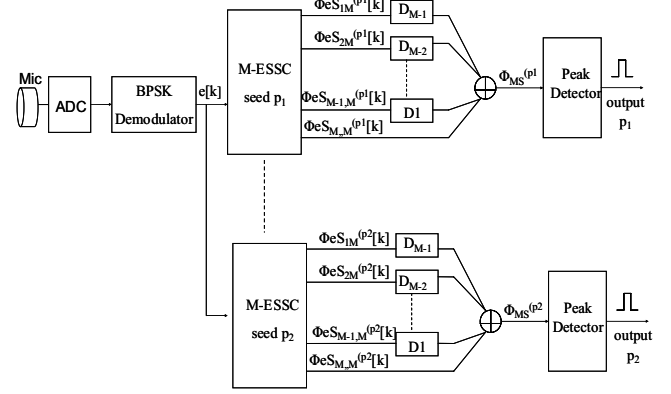 ΦeS1M(p1[k]
DM-1
ΦeS2M(p1[k]
DM-2
Mic
ADC
BPSK
Demodulator
e[k]
M-ESSC
seed p1
ΦeSM-1,M(p1[k]
D1
ΦeSM,,M(p1[k]
ΦMS(p1
Peak
Detector
output
p1
ΦeS1M(p2[k]
DM-1
ΦeS2M(p2[k]
DM-2
M-ESSC
seed p2
ΦeSM-1,M(p2[k]
D1
ΦeSM,,M(p2[k]
ΦMS(p2
Peak
Detector
output
p2